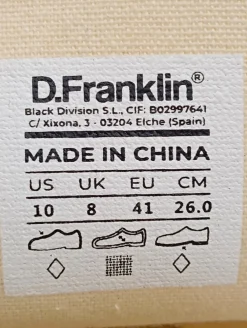 D.Franklin®
Black Division S.L., CIF: B02997641
C/ Xixona, 3 - 03204 Elche (Spain)
MADE IN CHINA
US UK EU CM
10 8 41 26.0